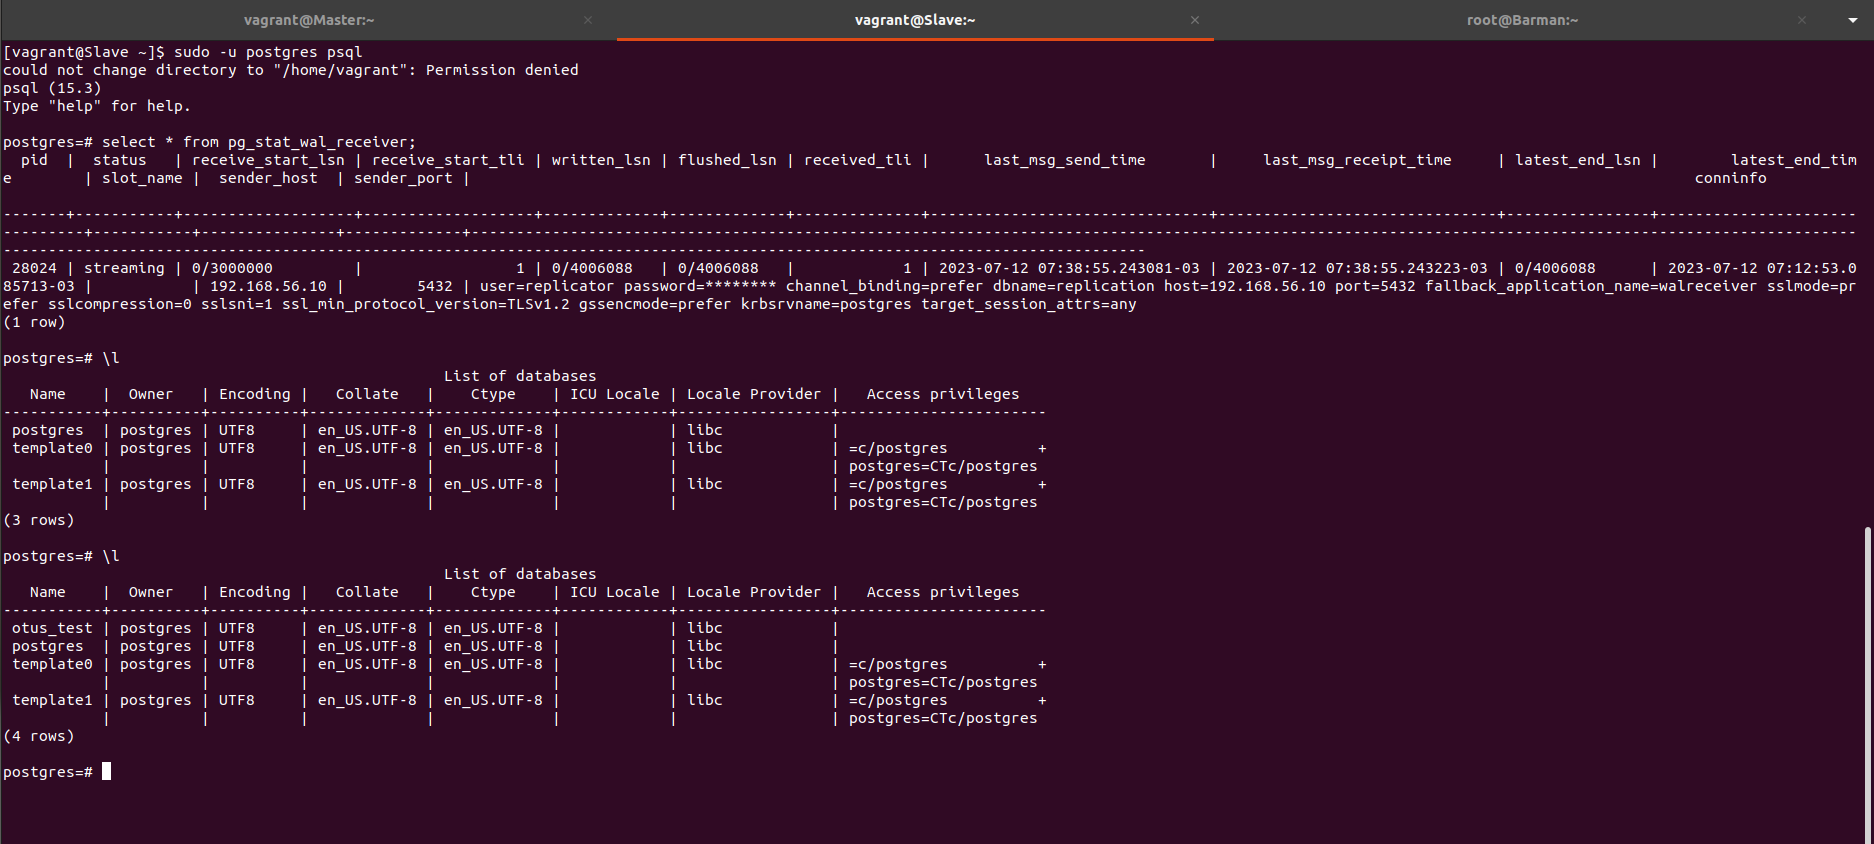 vagrant@Master:~ × vagrant@Slave:~ × root@Barman:~ ×
[vagrant@Slave ~]$ sudo -u postgres psql
could not change directory to "/home/vagrant": Permission denied
psql (15.3)
Type "help" for help.

postgres=# select * from pg_stat_wal_receiver;
  pid  |  status   | receive_start_lsn | receive_start_tli | written_lsn | flushed_lsn | received_tli |      last_msg_send_time       |     last_msg_receipt_time     | latest_end_lsn |        latest_end_tim
e        | slot_name |  sender_host  | sender_port |                                                                                                                                        conninfo

-------+-----------+-------------------+-------------------+-------------+-------------+--------------+-------------------------------+-------------------------------+----------------+----------------------
---------+-----------+---------------+-------------+----------------------------------------------------------------------------------------------------------------------------------------------------------
-------------------------------------------------------------------------------------------------------------------------------
 28024 | streaming | 0/3000000         |                 1 | 0/4006088   | 0/4006088   |            1 | 2023-07-12 07:38:55.243081-03 | 2023-07-12 07:38:55.243223-03 | 0/4006088      | 2023-07-12 07:12:53.0
85713-03 |           | 192.168.56.10 |        5432 | user=replicator password=******** channel_binding=prefer dbname=replication host=192.168.56.10 port=5432 fallback_application_name=walreceiver sslmode=pr
efer sslcompression=0 sslsni=1 ssl_min_protocol_version=TLSv1.2 gssencmode=prefer krbsrvname=postgres target_session_attrs=any
(1 row)

postgres=# \l
                                                 List of databases
   Name    |  Owner   | Encoding |   Collate   |    Ctype    | ICU Locale | Locale Provider |   Access privileges
-----------+----------+----------+-------------+-------------+------------+-----------------+-----------------------
 postgres  | postgres | UTF8     | en_US.UTF-8 | en_US.UTF-8 |            | libc            |
 template0 | postgres | UTF8     | en_US.UTF-8 | en_US.UTF-8 |            | libc            | =c/postgres          +
           |          |          |             |             |            |                 | postgres=CTc/postgres
 template1 | postgres | UTF8     | en_US.UTF-8 | en_US.UTF-8 |            | libc            | =c/postgres          +
           |          |          |             |             |            |                 | postgres=CTc/postgres
(3 rows)

postgres=# \l
                                                 List of databases
   Name    |  Owner   | Encoding |   Collate   |    Ctype    | ICU Locale | Locale Provider |   Access privileges
-----------+----------+----------+-------------+-------------+------------+-----------------+-----------------------
 otus_test | postgres | UTF8     | en_US.UTF-8 | en_US.UTF-8 |            | libc            |
 postgres  | postgres | UTF8     | en_US.UTF-8 | en_US.UTF-8 |            | libc            |
 template0 | postgres | UTF8     | en_US.UTF-8 | en_US.UTF-8 |            | libc            | =c/postgres          +
           |          |          |             |             |            |                 | postgres=CTc/postgres
 template1 | postgres | UTF8     | en_US.UTF-8 | en_US.UTF-8 |            | libc            | =c/postgres          +
           |          |          |             |             |            |                 | postgres=CTc/postgres
(4 rows)

postgres=#